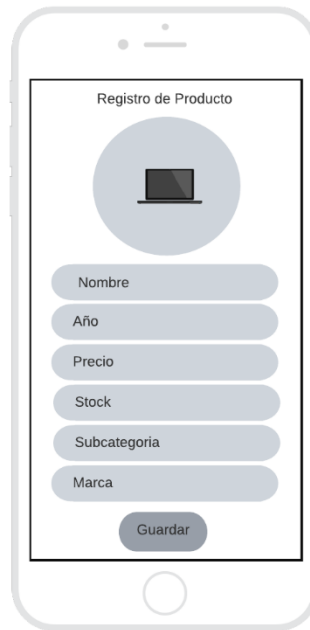 Registro de Producto
Nombre
Año
Precio
Stock
Subcategoria
Marca
Guardar